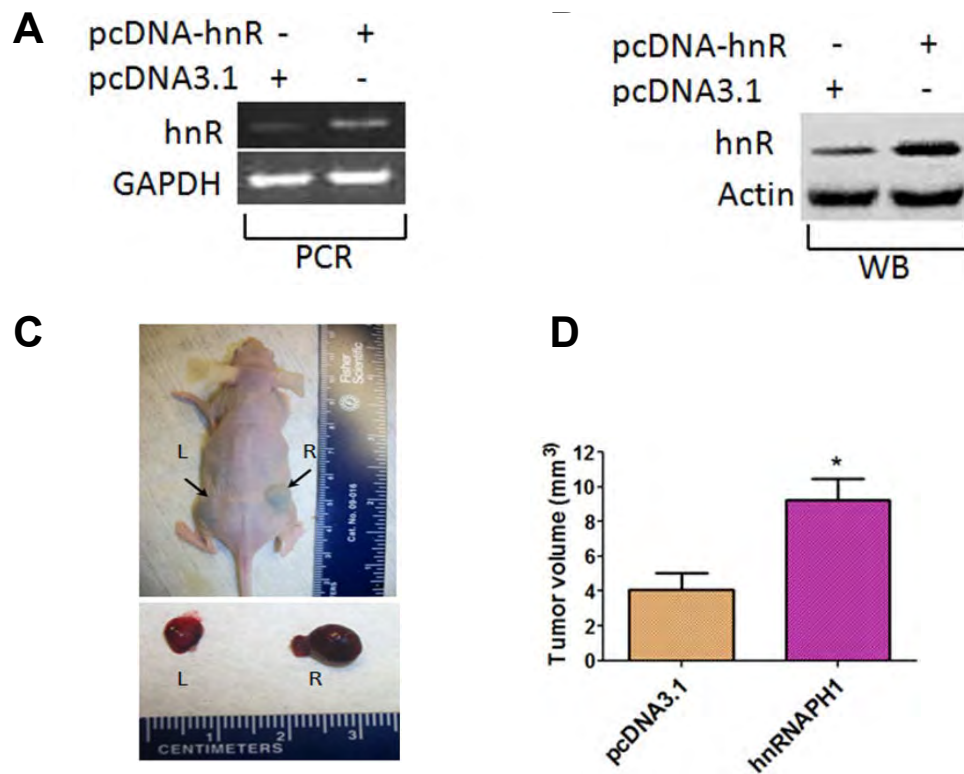 A
pcDNA-hnR - +
pcDNA3.1 + -
hnR
GAPDH
PCR
pcDNA-hnR - +
pcDNA3.1 + -
hnR
Actin
WB
C
L
R
Fisher
Scientific
Cat. No. 09-016
L
R
1 2 3
CENTIMETERS
D
Tumor volume (mm³)
12
10
8
6
4
2
0
*
pcDNA3.1
hnRNAPH1